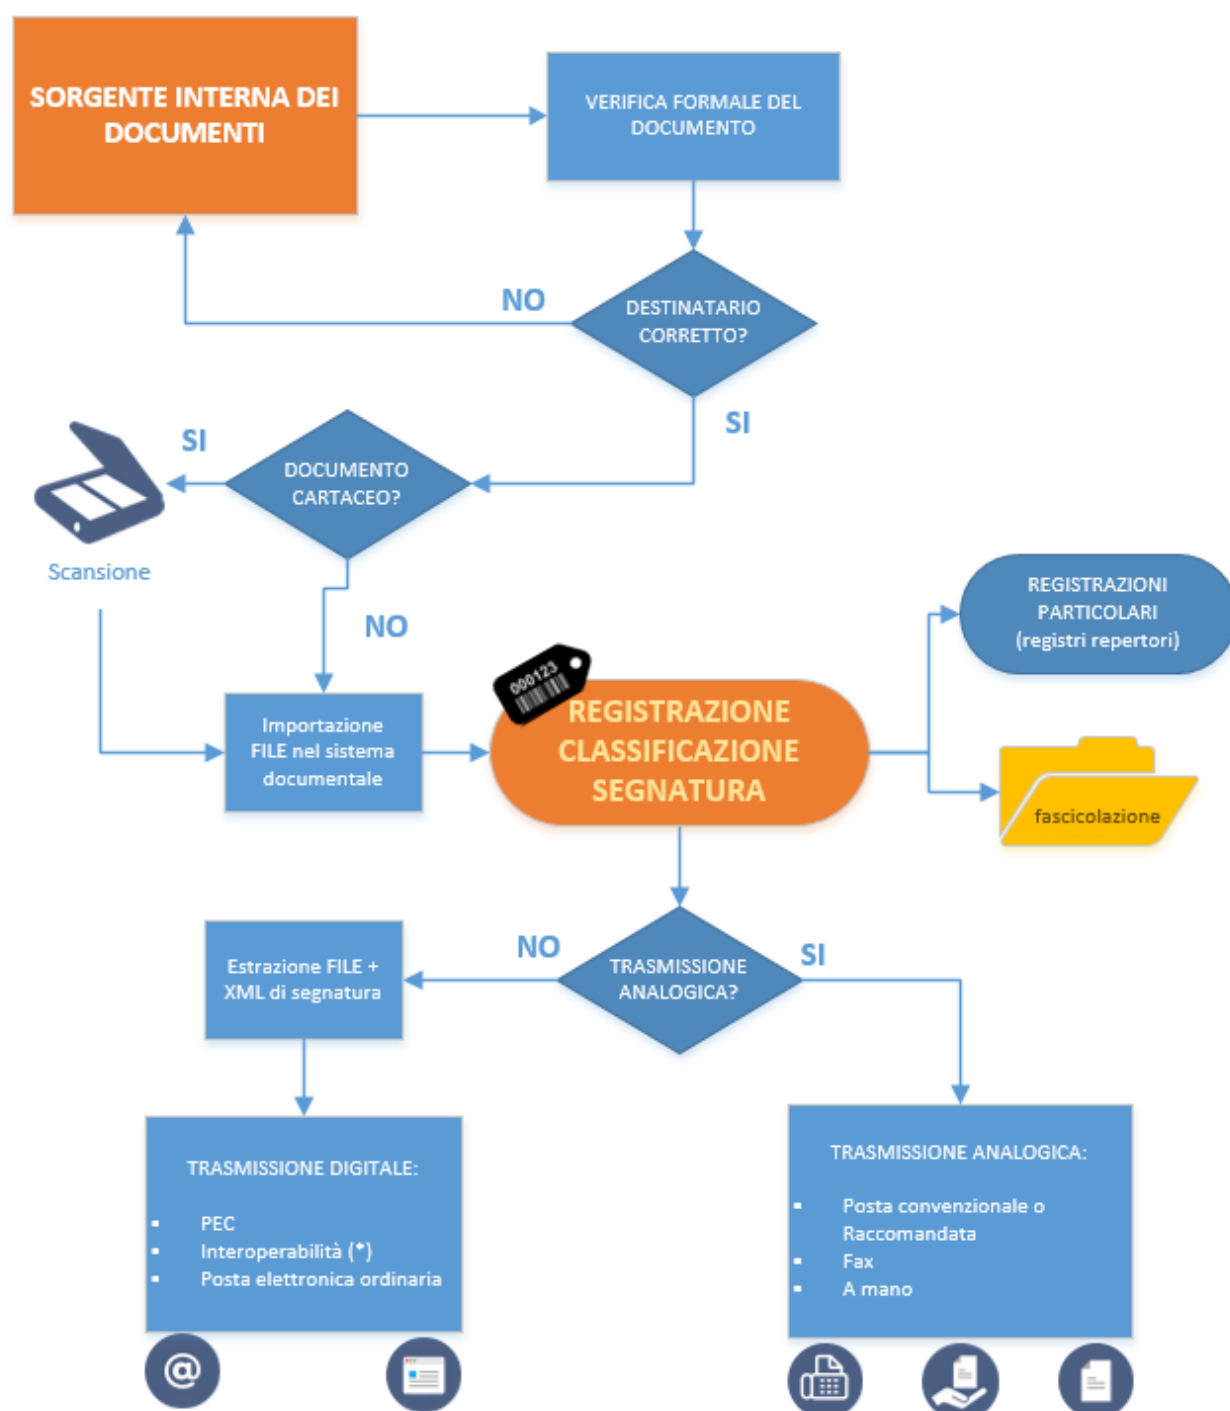 SORGENTE INTERNA DEI
DOCUMENTI
VERIFICA FORMALE DEL
DOCUMENTO
DESTINATARIO
CORRETTO?
NO
SI
DOCUMENTO
CARTACEO?
SI
Scansione
NO
Importazione
FILE nel sistema
documentale
000123
REGISTRAZIONE
CLASSIFICAZIONE
SEGNATURA
REGISTRAZIONI
PARTICOLARI
(registri repertori)
fascicolazione
TRASMISSIONE
ANALOGICA?
NO
SI
Estrazione FILE +
XML di segnatura
TRASMISSIONE DIGITALE:
▪ PEC
▪ Interoperabilità (*)
▪ Posta elettronica ordinaria
@
TRASMISSIONE ANALOGICA:
▪ Posta convenzionale o
Raccomandata
▪ Fax
▪ A mano